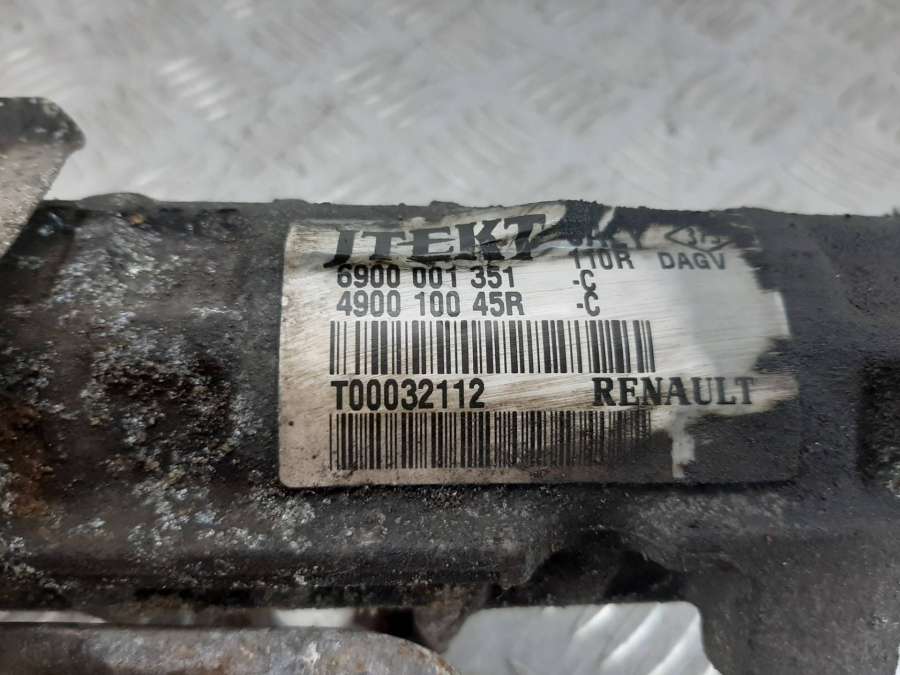 JTEKT
110R DAGV
6900 001 351 -C
4900 100 45R -C
T00032112 RENAULT